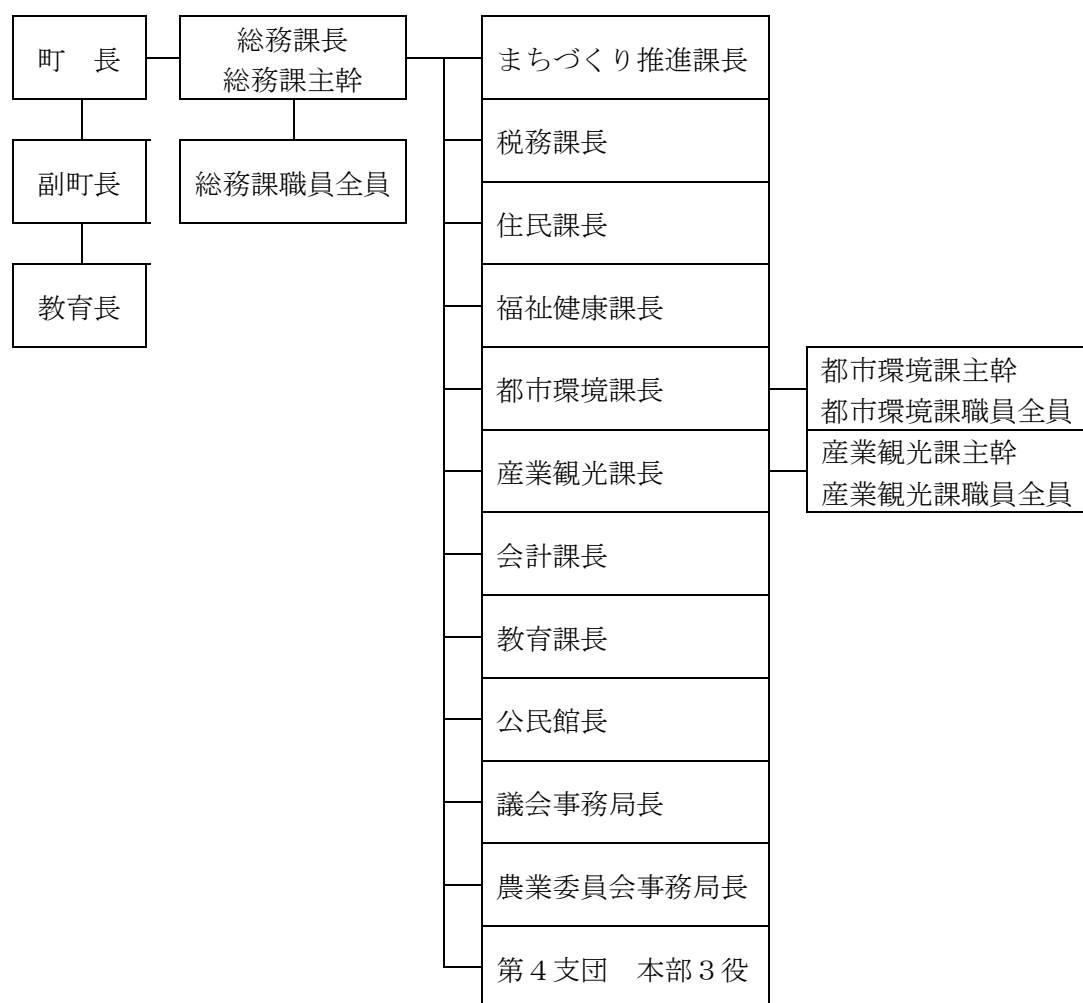 町　長
総務課長
総務課主幹
まちづくり推進課長
税務課長
副町長
総務課職員全員
住民課長
教育長
福祉健康課長
都市環境課長
都市環境課主幹
都市環境課職員全員
産業観光課長
産業観光課主幹
産業観光課職員全員
会計課長
教育課長
公民館長
議会事務局長
農業委員会事務局長
第４支団　本部３役